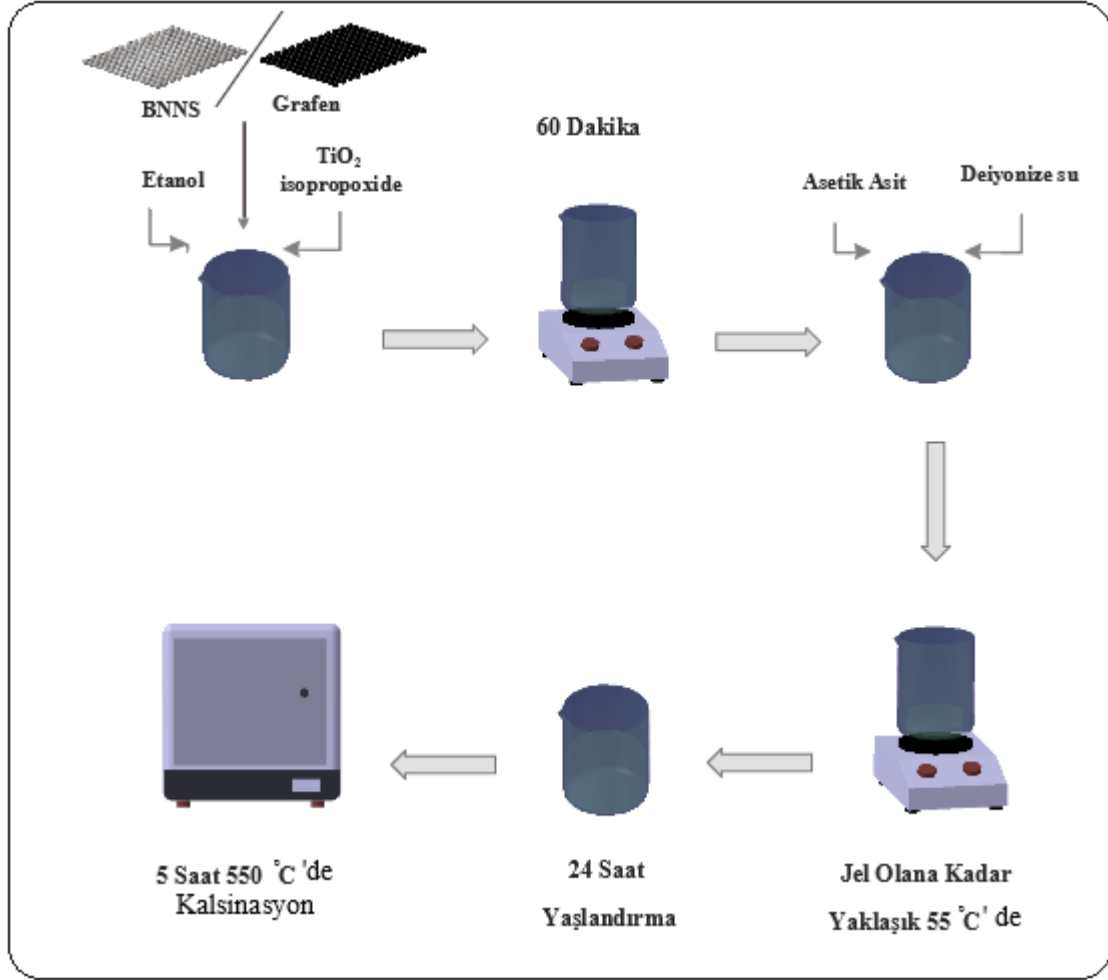 BNNS
Grafen
Etanol
TiO₂
isopropoxide
60 Dakika
Asetik Asit
Deiyonize su
5 Saat 550 °C 'de
Kalsinasyon
24 Saat
Yaşlandırma
Jel Olana Kadar
Yaklaşık 55 °C' de